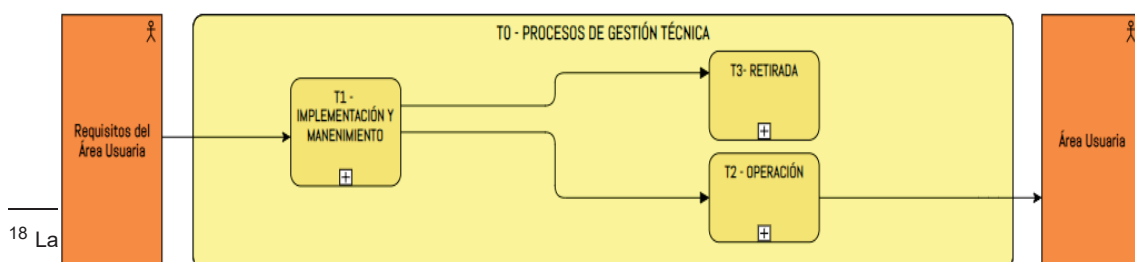 T0 - PROCESOS DE GESTIÓN TÉCNICA
Requisitos del
Área Usuaria
T1 -
IMPLEMENTACIÓN Y
MANENIMIENTO
T3- RETIRADA
T2 - OPERACIÓN
Área Usuaria
18 La